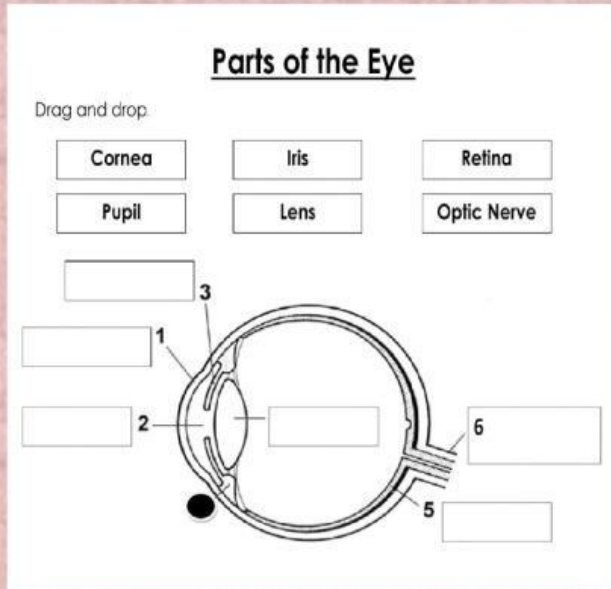 Parts of the Eye
Drag and drop.
Cornea Iris Retina
Pupil Lens Optic Nerve
3
1
2
6
5